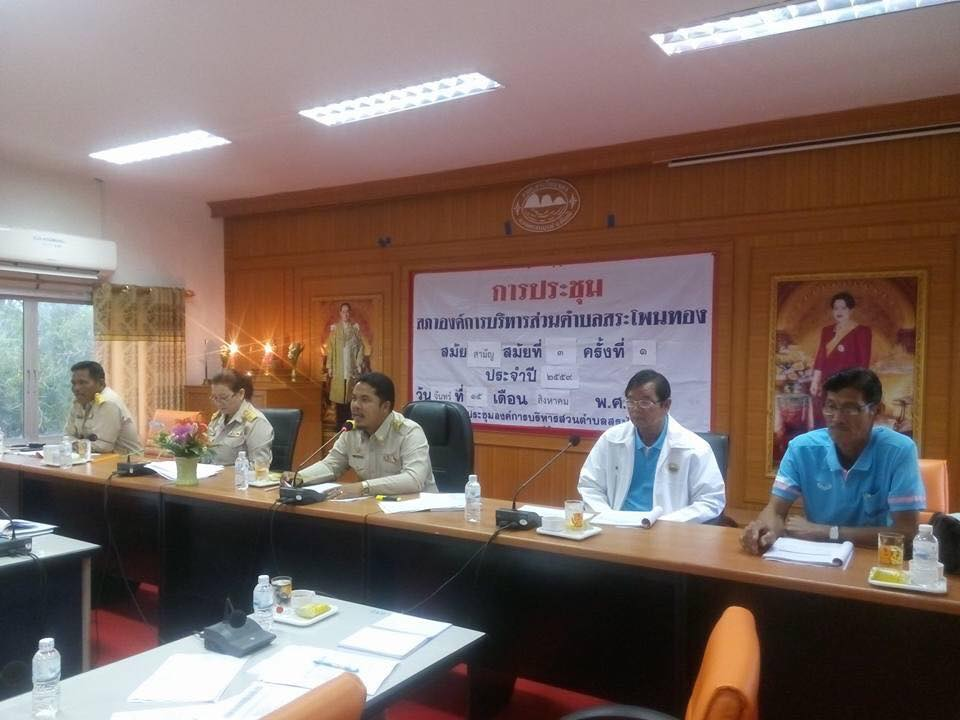 การประชุม
สภาองค์การบริหารส่วนตำบลสระโพนทอง
สมัย สามัญ สมัยที่ ๓ ครั้งที่ ๑
ประจำปี ๒๕๕๙
วัน จันทร์ ที่ ๑๕ เดือน สิงหาคม พ.ศ.
ประชุมองค์การบริหารส่วนตำบลสระ